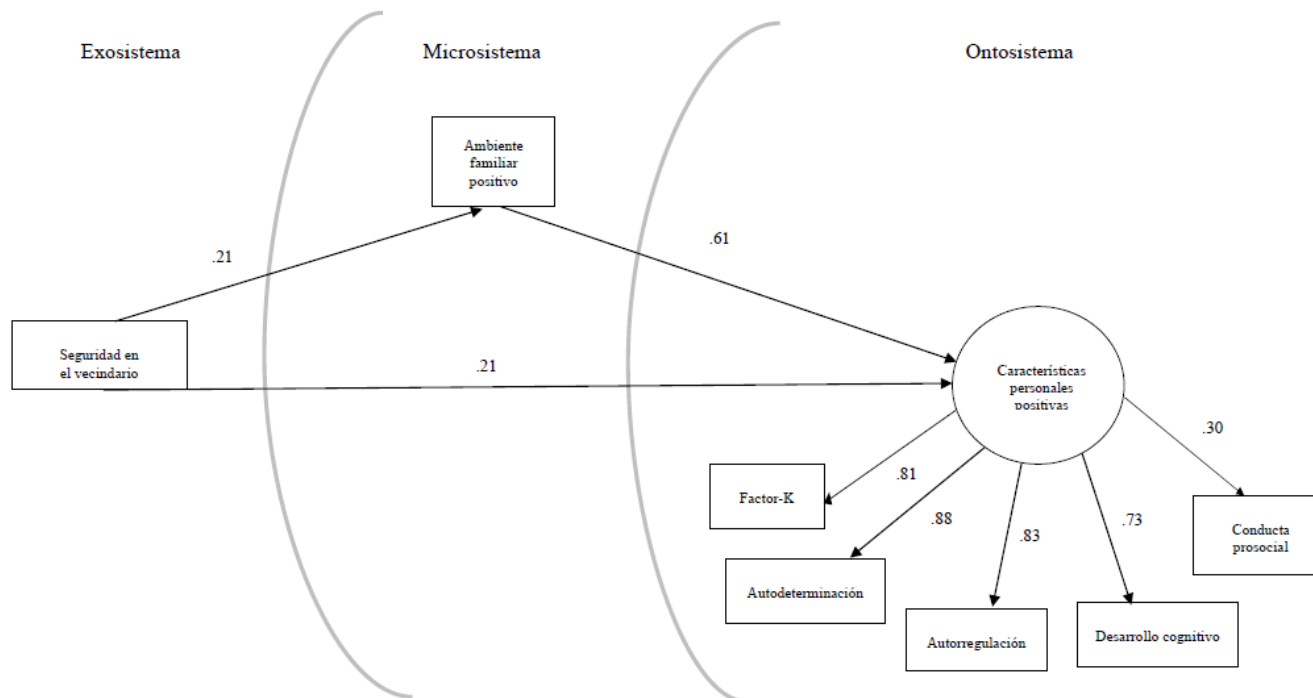 Exosistema
Microsistema
Ontosistema
Ambiente
familiar
positivo
.21
.61
Seguridad en
el vecindario
.21
Características
personales
positivas
.30
Factor-K
.81
.88
.83
.73
Conducta
prosocial
Autodeterminación
Autorregulación
Desarrollo cognitivo